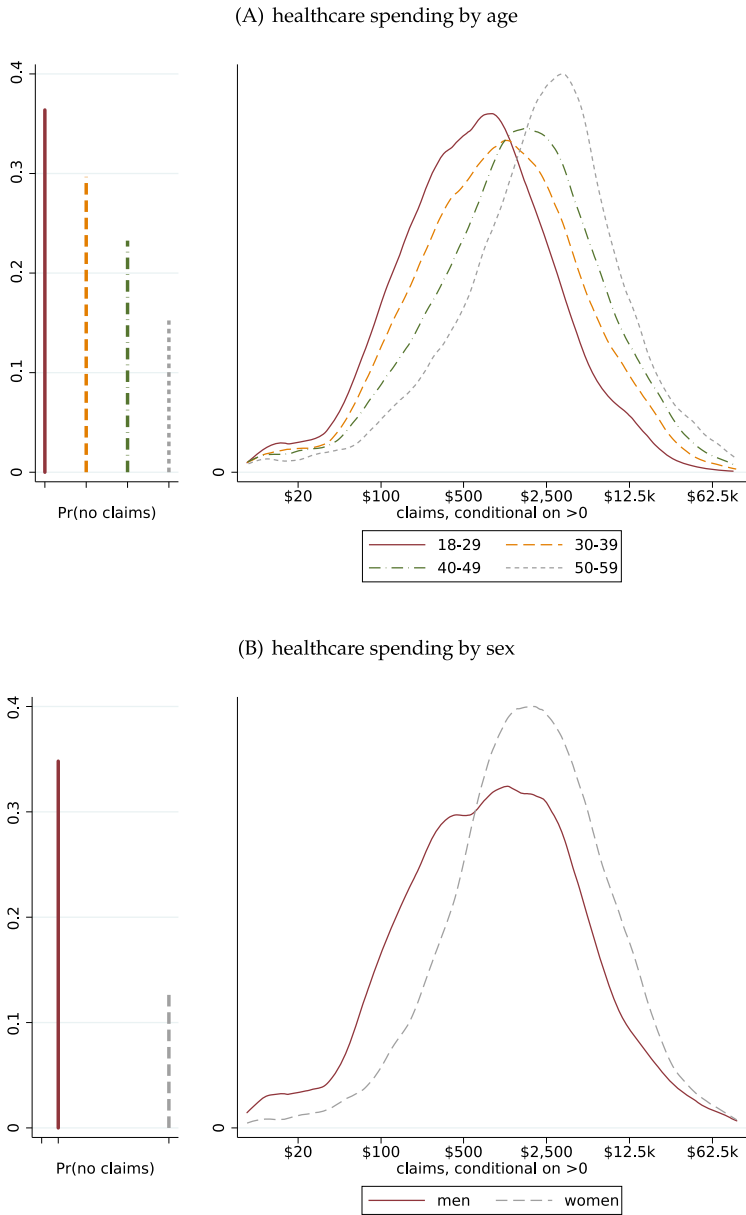 (A) healthcare spending by age
0.4
0.3
0.2
0.1
0
Pr(no claims)
0
$20 $100 $500 $2,500 $12.5k $62.5k
claims, conditional on >0
18-29 30-39
40-49 50-59
(B) healthcare spending by sex
0.4
0.3
0.2
0.1
0
Pr(no claims)
0
$20 $100 $500 $2,500 $12.5k $62.5k
claims, conditional on >0
men women